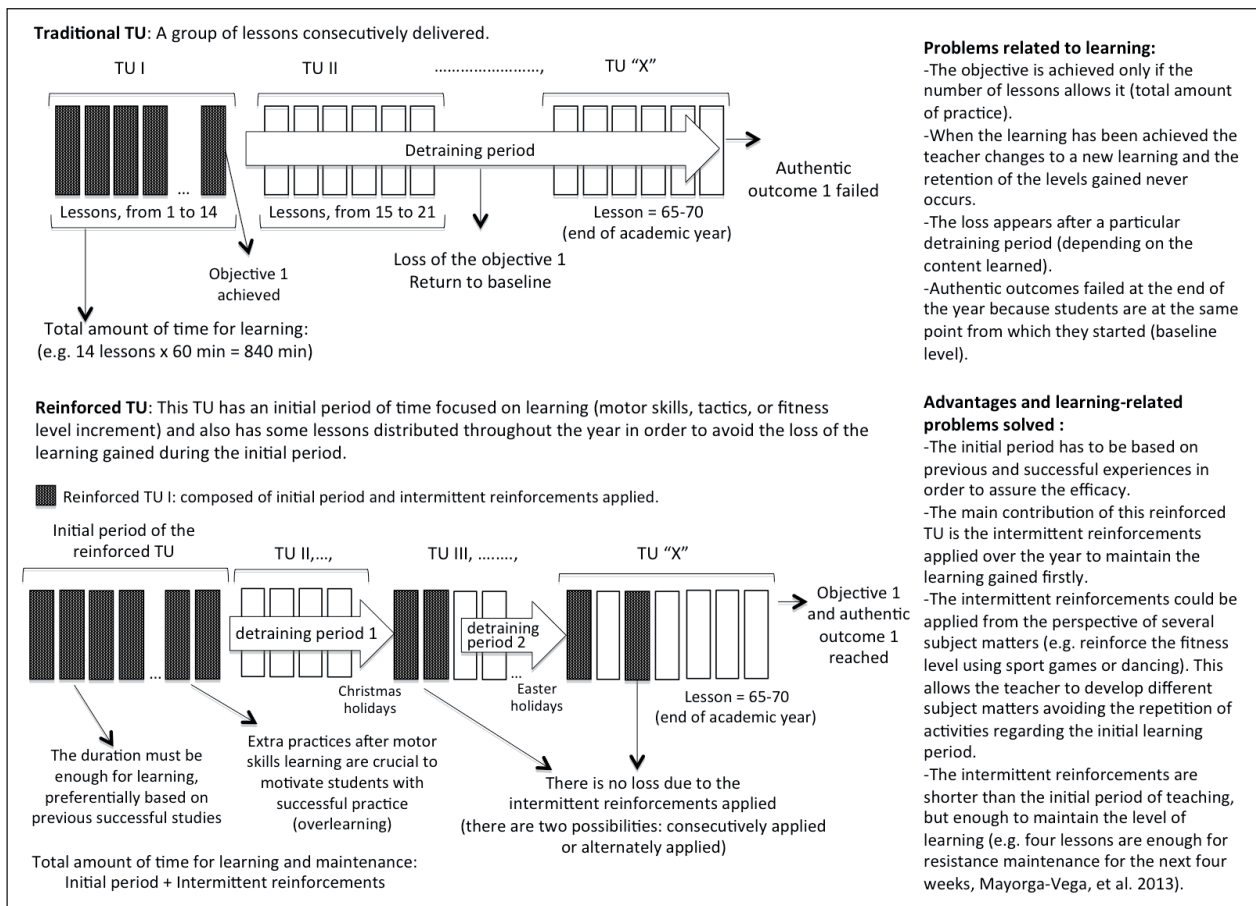 Traditional TU: A group of lessons consecutively delivered.
TU I
TU II
……………………,
TU “X”
...
Detraining period
Lessons, from 1 to 14
Lessons, from 15 to 21
Lesson = 65-70
(end of academic year)
Authentic
outcome 1 failed
Objective 1
achieved
Loss of the objective 1
Return to baseline
Total amount of time for learning:
(e.g. 14 lessons x 60 min = 840 min)
Problems related to learning:
-The objective is achieved only if the
number of lessons allows it (total amount
of practice).
-When the learning has been achieved the
teacher changes to a new learning and the
retention of the levels gained never
occurs.
-The loss appears after a particular
detraining period (depending on the
content learned).
-Authentic outcomes failed at the end of
the year because students are at the same
point from which they started (baseline
level).
Reinforced TU: This TU has an initial period of time focused on learning (motor skills, tactics, or fitness
level increment) and also has some lessons distributed throughout the year in order to avoid the loss of the
learning gained during the initial period.
Reinforced TU I: composed of initial period and intermittent reinforcements applied.
Initial period of the
reinforced TU
TU II,...,
TU III, ........,
TU “X”
...
detraining period 1
detraining
period 2
...
Christmas
holidays
Easter
holidays
Lesson = 65-70
(end of academic year)
Objective 1
and authentic
outcome 1
reached
The duration must be
enough for learning,
preferentially based on
previous successful studies
Extra practices after motor
skills learning are crucial to
motivate students with
successful practice
(overlearning)
There is no loss due to the
intermittent reinforcements applied
(there are two possibilities: consecutively applied
or alternately applied)
Total amount of time for learning and maintenance:
Initial period + Intermittent reinforcements
Advantages and learning-related
problems solved :
-The initial period has to be based on
previous and successful experiences in
order to assure the efficacy.
-The main contribution of this reinforced
TU is the intermittent reinforcements
applied over the year to maintain the
learning gained firstly.
-The intermittent reinforcements could be
applied from the perspective of several
subject matters (e.g. reinforce the fitness
level using sport games or dancing). This
allows the teacher to develop different
subject matters avoiding the repetition of
activities regarding the initial learning
period.
-The intermittent reinforcements are
shorter than the initial period of teaching,
but enough to maintain the level of
learning (e.g. four lessons are enough for
resistance maintenance for the next four
weeks, Mayorga-Vega, et al. 2013).